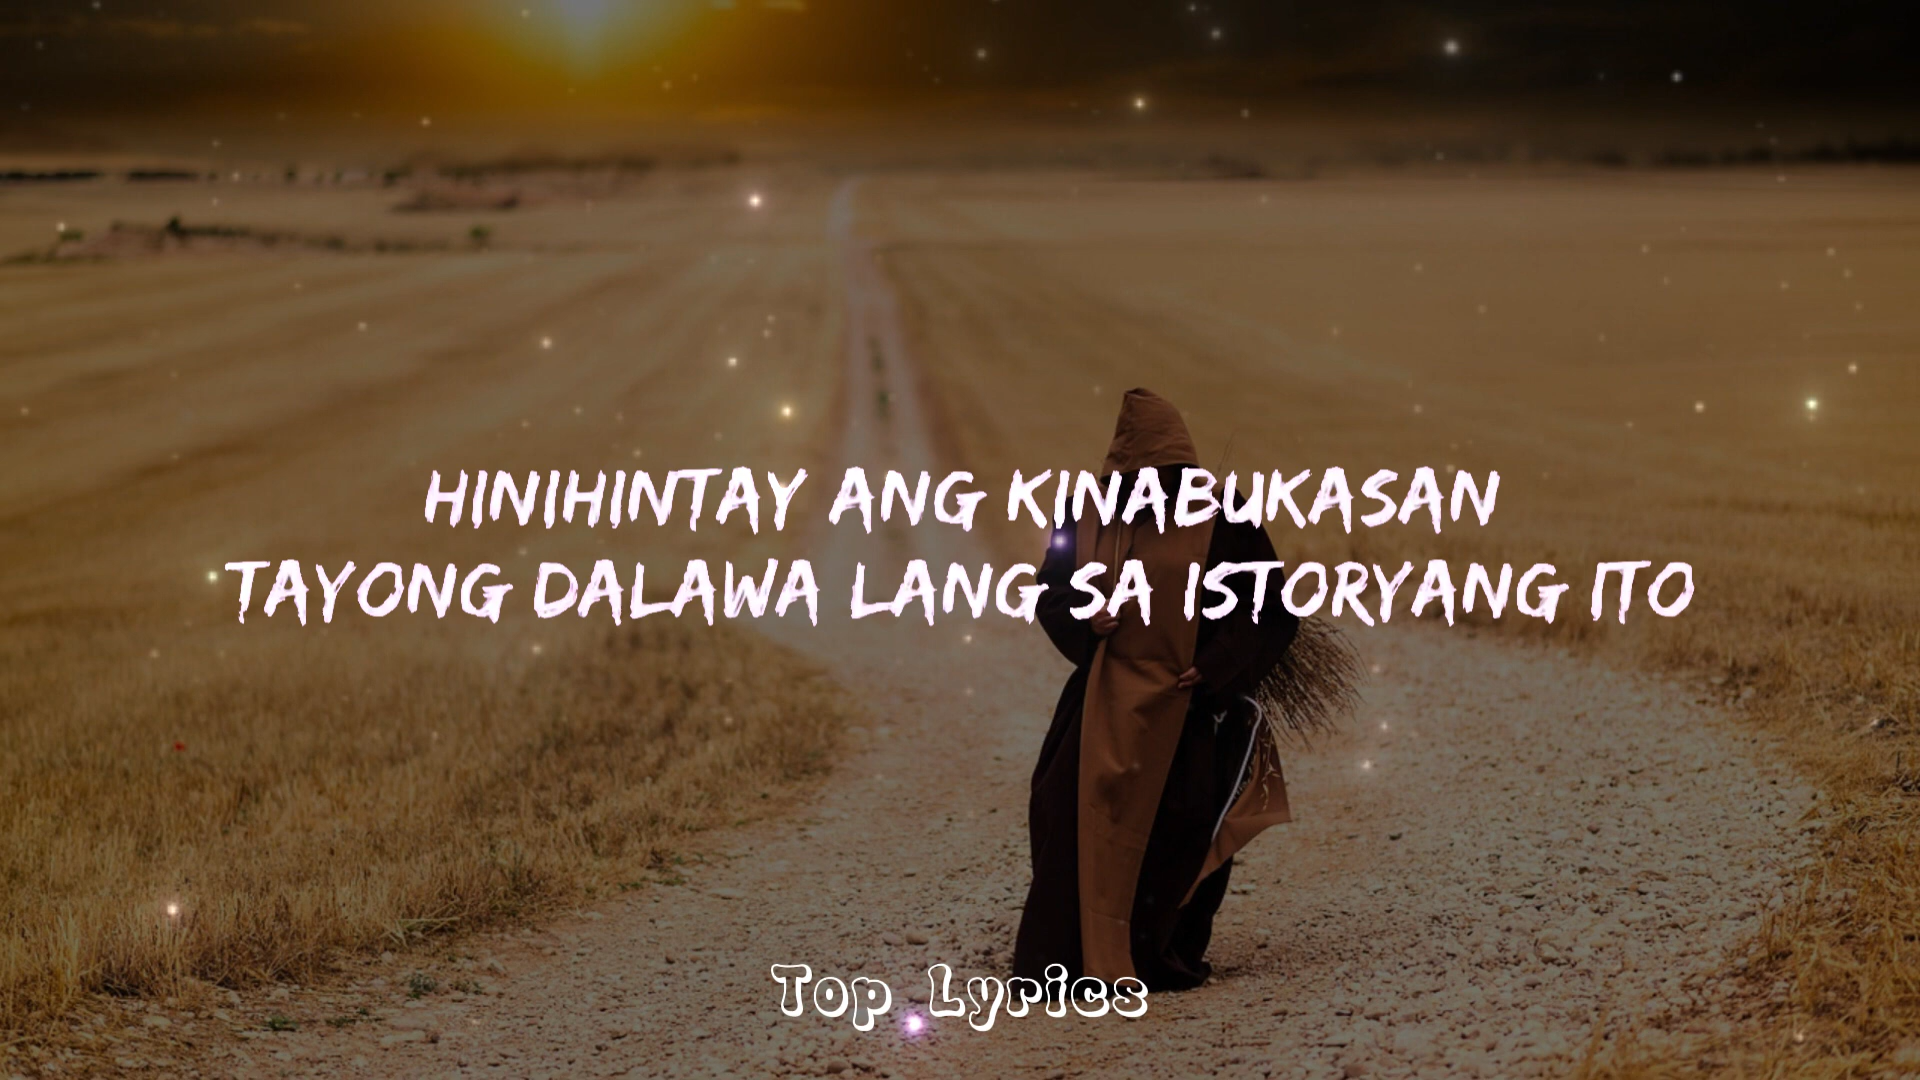 HINIHINTAY ANG KINABUKASAN
TAYONG DALAWA LANG SA ISTORYANG ITO
Top Lyrics